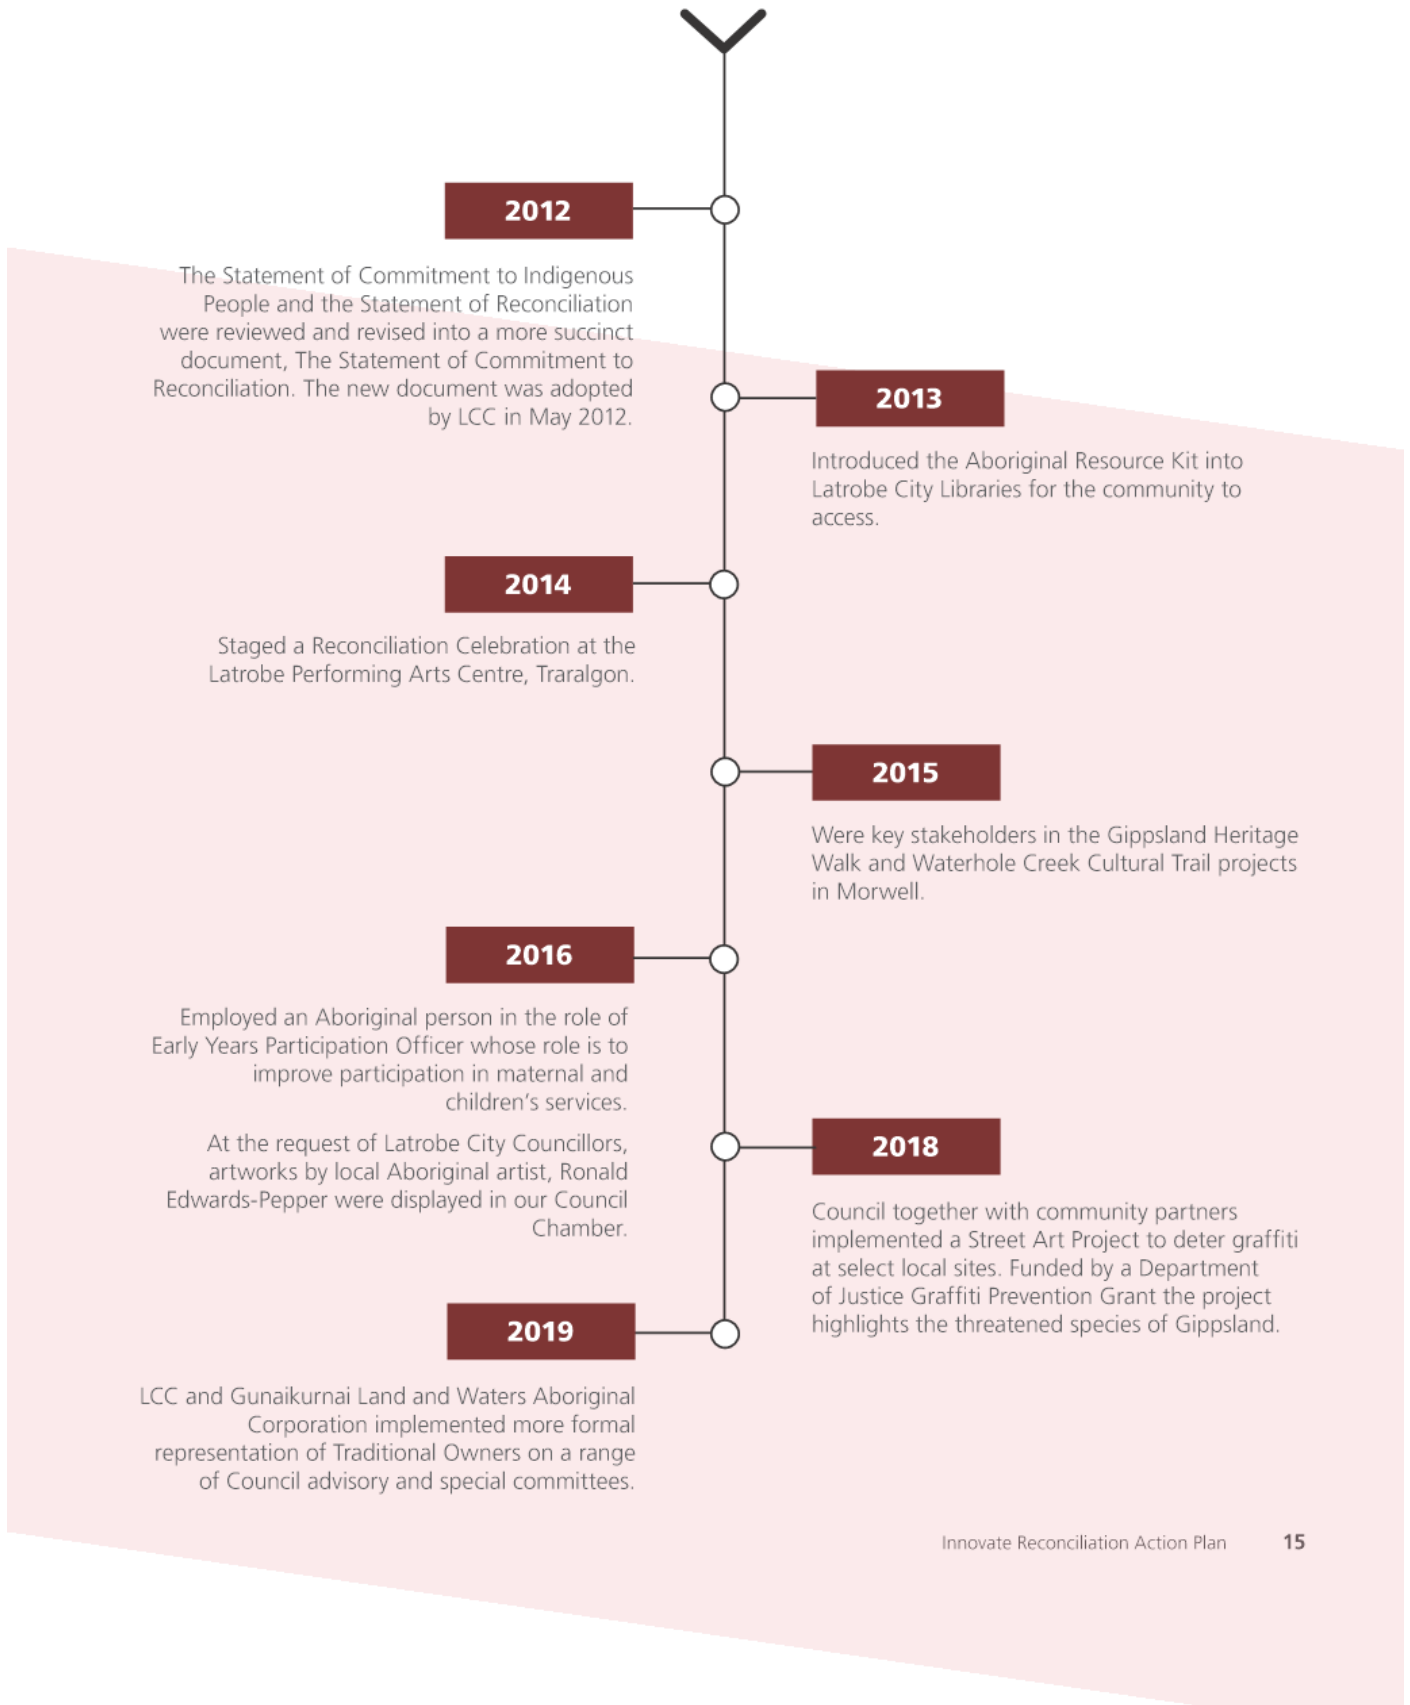 2012
The Statement of Commitment to Indigenous
People and the Statement of Reconciliation
were reviewed and revised into a more succinct
document, The Statement of Commitment to
Reconciliation. The new document was adopted
by LCC in May 2012.
2013
Introduced the Aboriginal Resource Kit into
Latrobe City Libraries for the community to
access.
2014
Staged a Reconciliation Celebration at the
Latrobe Performing Arts Centre, Traralgon.
2015
Were key stakeholders in the Gippsland Heritage
Walk and Waterhole Creek Cultural Trail projects
in Morwell.
2016
Employed an Aboriginal person in the role of
Early Years Participation Officer whose role is to
improve participation in maternal and
children's services.
At the request of Latrobe City Councillors,
artworks by local Aboriginal artist, Ronald
Edwards-Pepper were displayed in our Council
Chamber.
2018
Council together with community partners
implemented a Street Art Project to deter graffiti
at select local sites. Funded by a Department
of Justice Graffiti Prevention Grant the project
highlights the threatened species of Gippsland.
2019
LCC and Gunaikurnai Land and Waters Aboriginal
Corporation implemented more formal
representation of Traditional Owners on a range
of Council advisory and special committees.
Innovate Reconciliation Action Plan 15